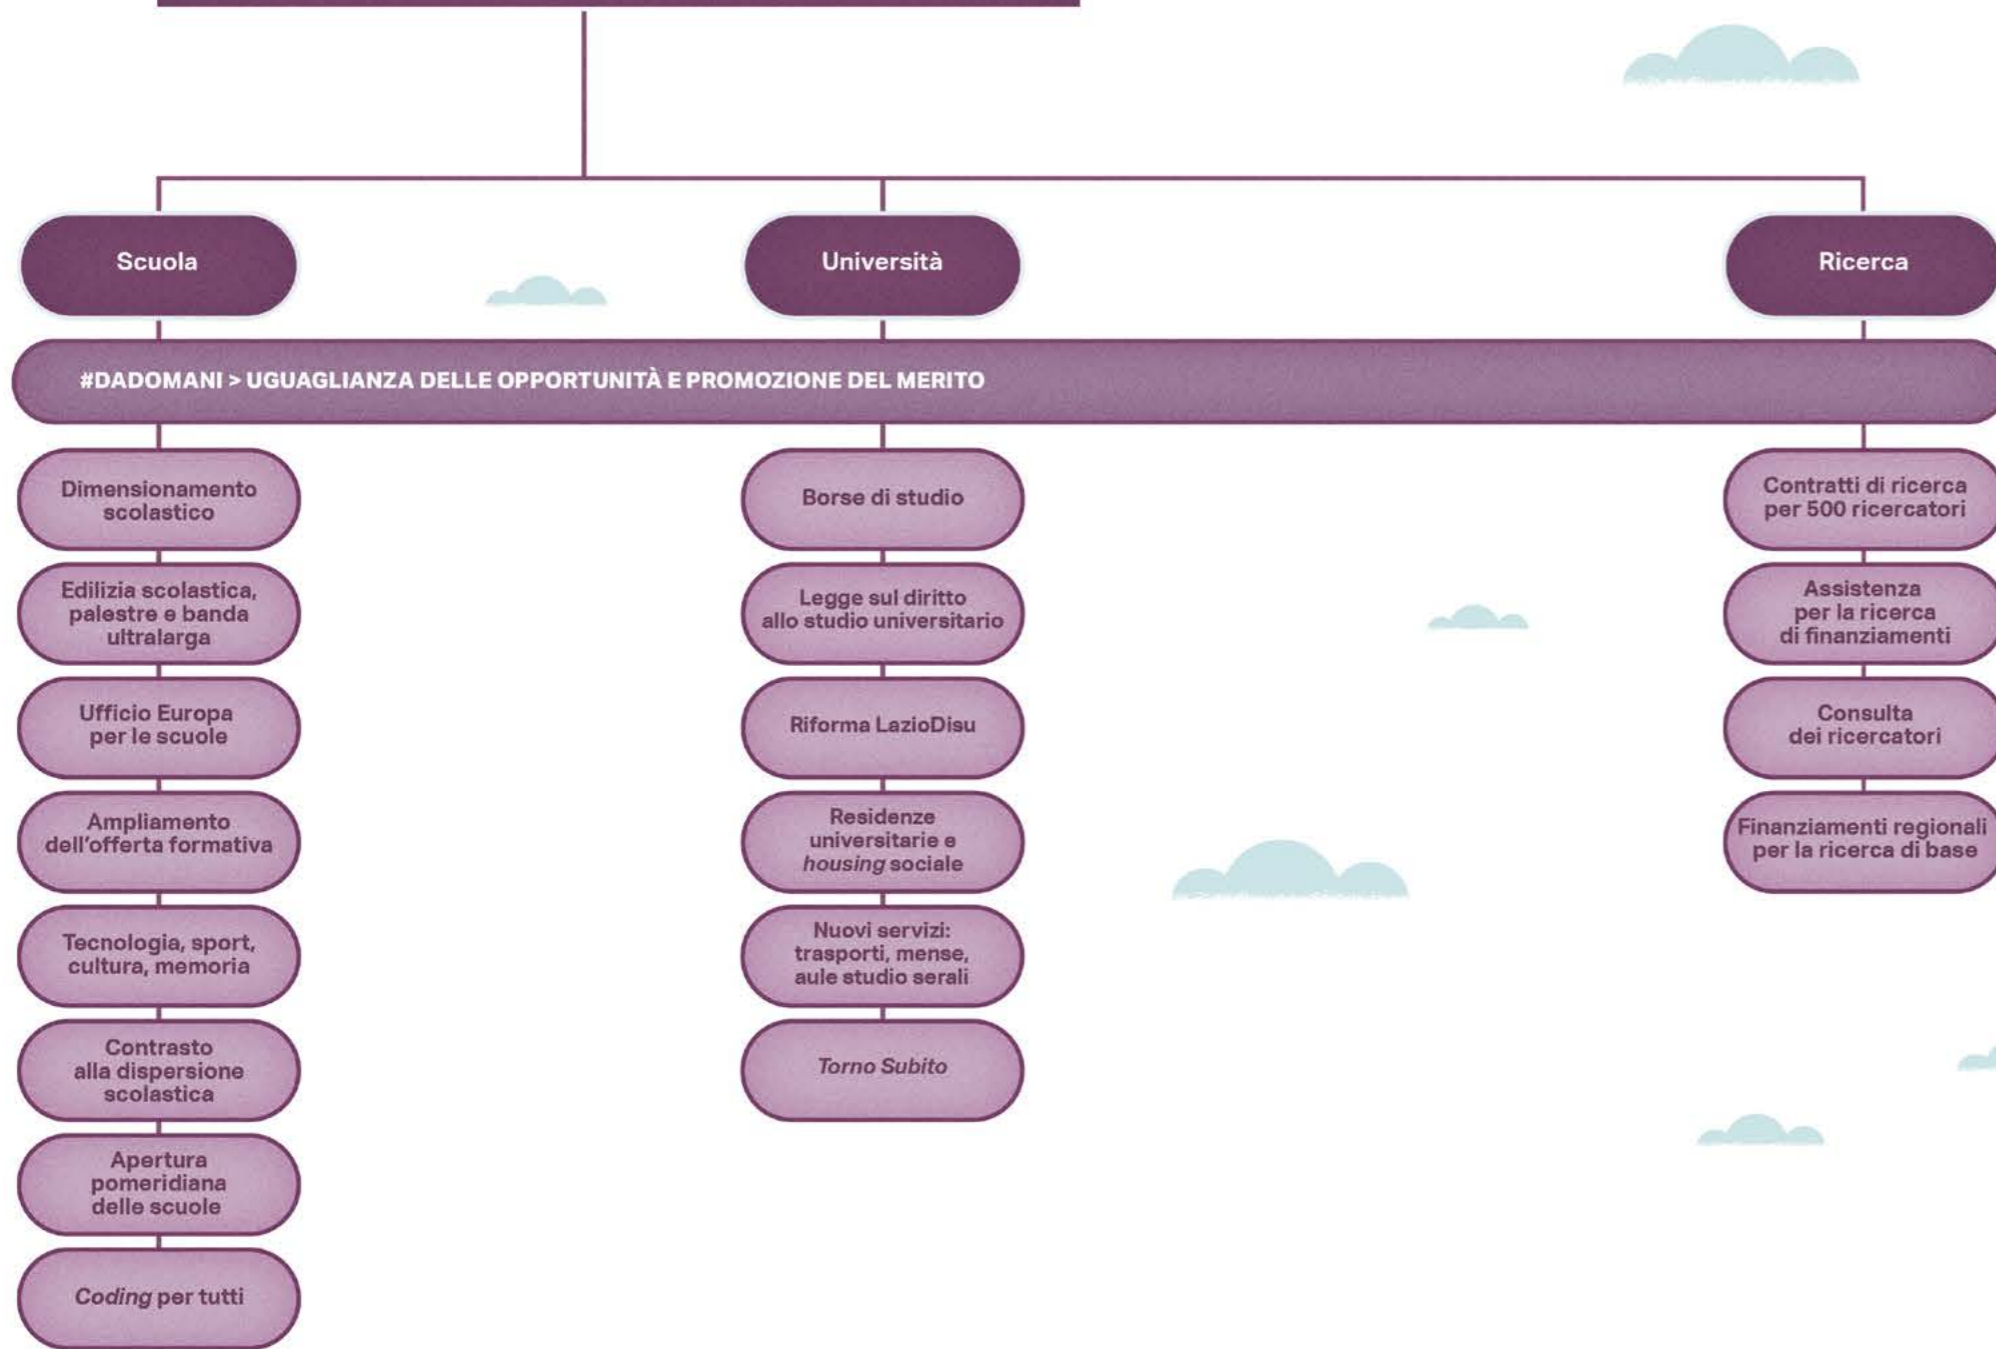 Scuola
Università
Ricerca
#DADOMANI > UGUAGLIANZA DELLE OPPORTUNITÀ E PROMOZIONE DEL MERITO
Dimensionamento
scolastico
Edilizia scolastica,
palestre e banda
ultralarga
Ufficio Europa
per le scuole
Ampliamento
dell'offerta formativa
Tecnologia, sport,
cultura, memoria
Contrasto
alla dispersione
scolastica
Apertura
pomeridiana
delle scuole
Coding per tutti
Borse di studio
Legge sul diritto
allo studio universitario
Riforma LazioDisu
Residenze
universitarie e
housing sociale
Nuovi servizi:
trasporti, mense,
aule studio serali
Torno Subito
Contratti di ricerca
per 500 ricercatori
Assistenza
per la ricerca
di finanziamenti
Consulta
dei ricercatori
Finanziamenti regionali
per la ricerca di base